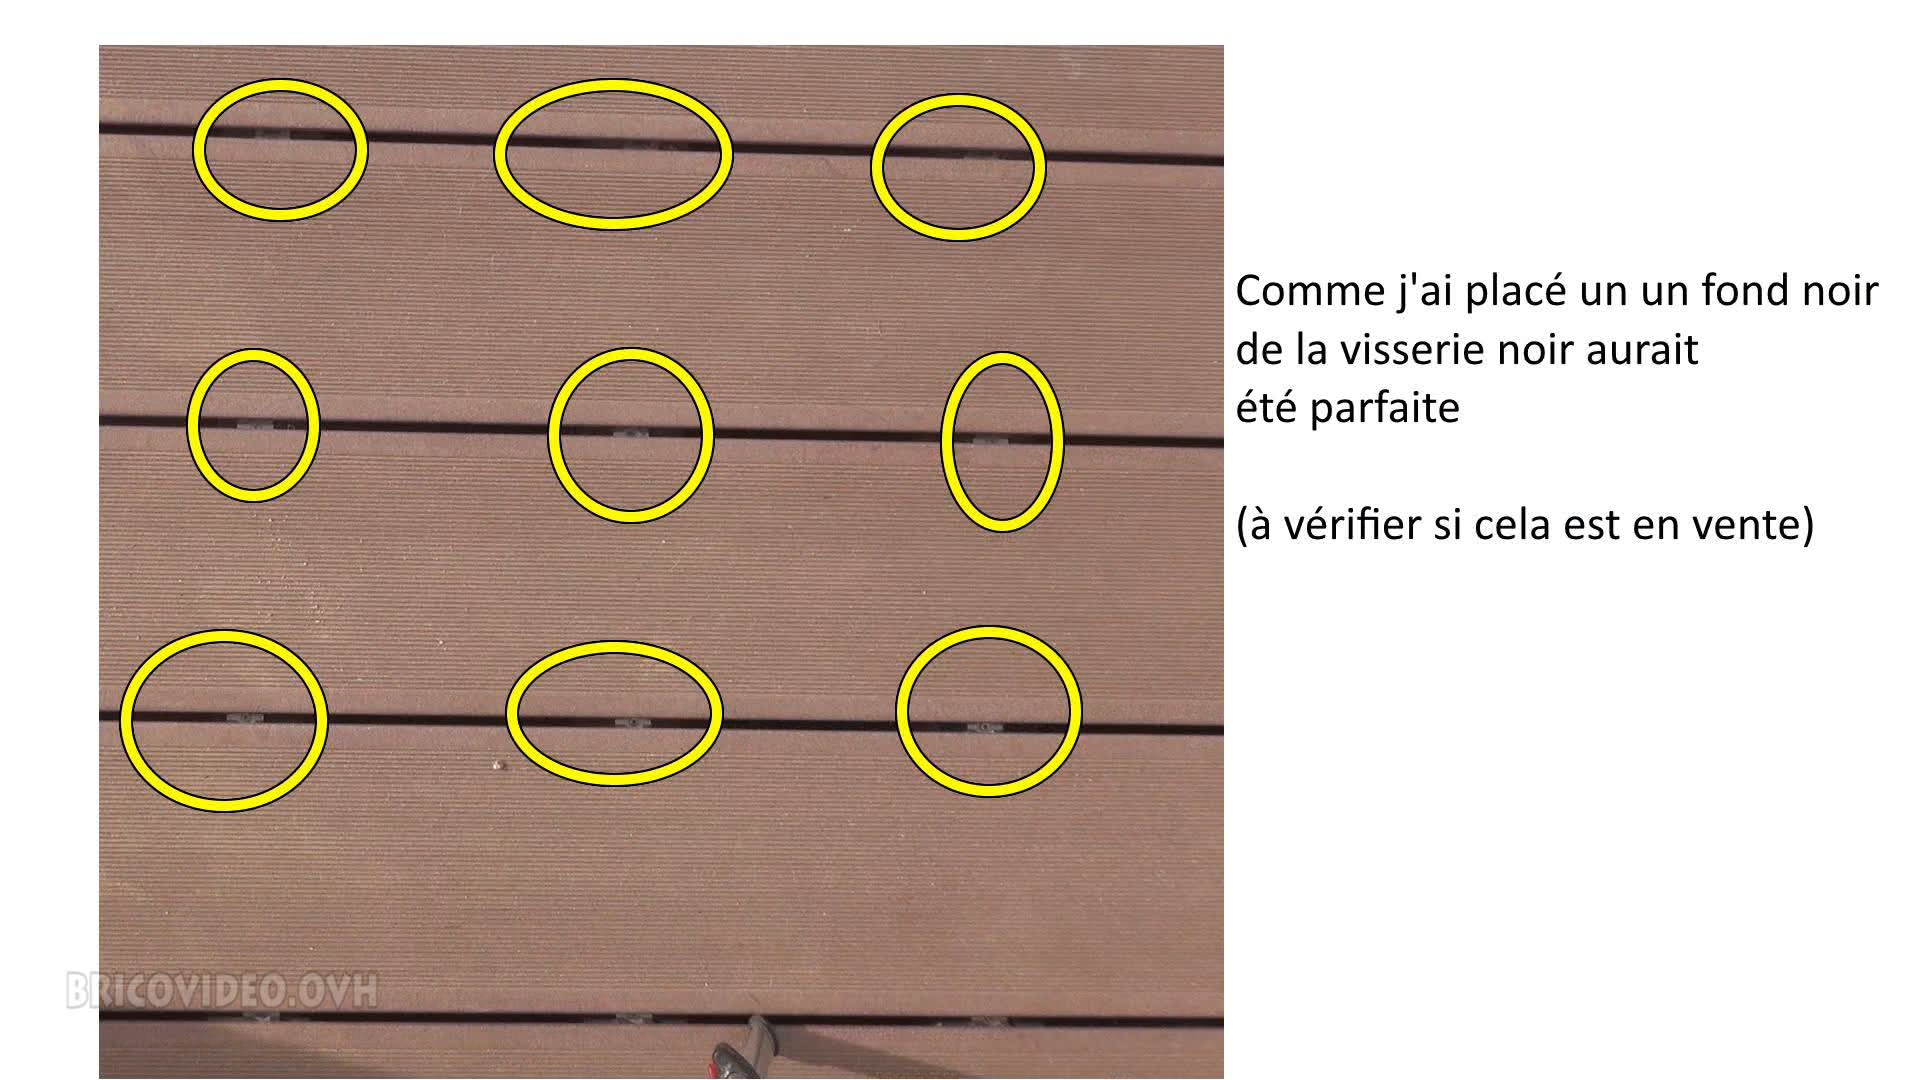 Comme j'ai placé un un fond noir
de la visserie noir aurait
été parfaite
(à vérifier si cela est en vente)
BRICOVIDEO.OVH